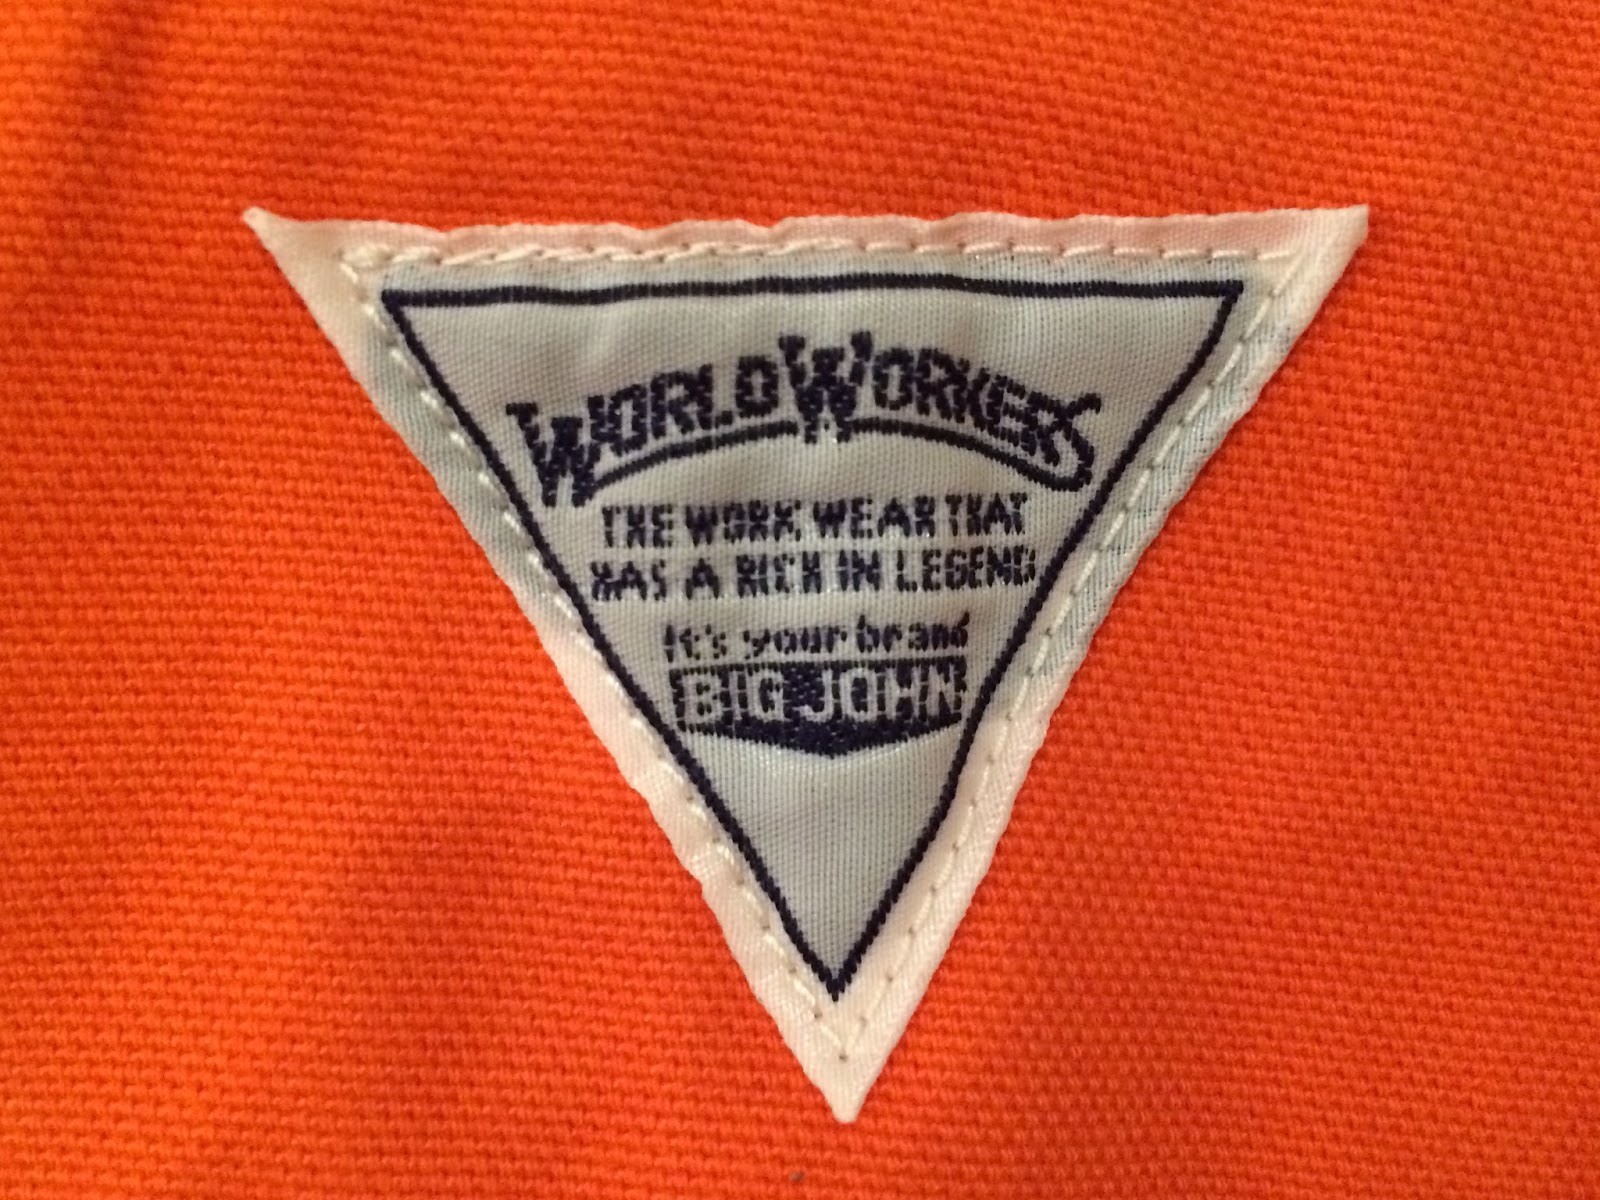 WORLD WORKERS
THE WORK WEAR THAT
HAS A RICH IN LEGEND
It's your brand
BIG JOHN